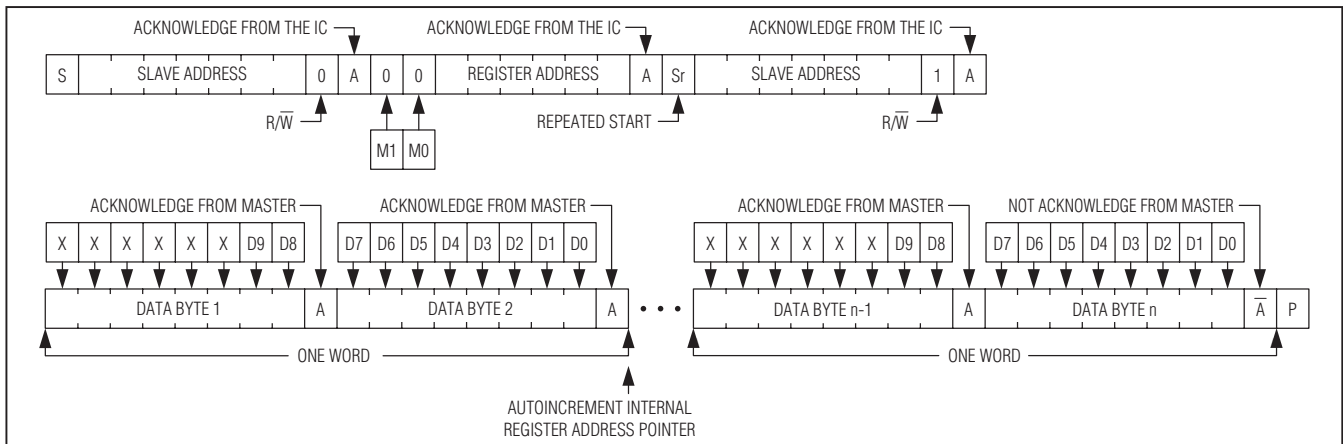 ACKNOWLEDGE FROM THE IC ACKNOWLEDGE FROM THE IC ACKNOWLEDGE FROM THE IC
S SLAVE ADDRESS 0 A 0 0 REGISTER ADDRESS A Sr SLAVE ADDRESS 1 A
R/W̅ REPEATED START R/W̅
M1 M0
ACKNOWLEDGE FROM MASTER ACKNOWLEDGE FROM MASTER ACKNOWLEDGE FROM MASTER NOT ACKNOWLEDGE FROM MASTER
X X X X X X D9 D8 D7 D6 D5 D4 D3 D2 D1 D0 X X X X X X D9 D8 D7 D6 D5 D4 D3 D2 D1 D0
DATA BYTE 1 A DATA BYTE 2 A • • • DATA BYTE n-1 A DATA BYTE n A̅ P
ONE WORD ONE WORD
AUTOINCREMENT INTERNAL
REGISTER ADDRESS POINTER